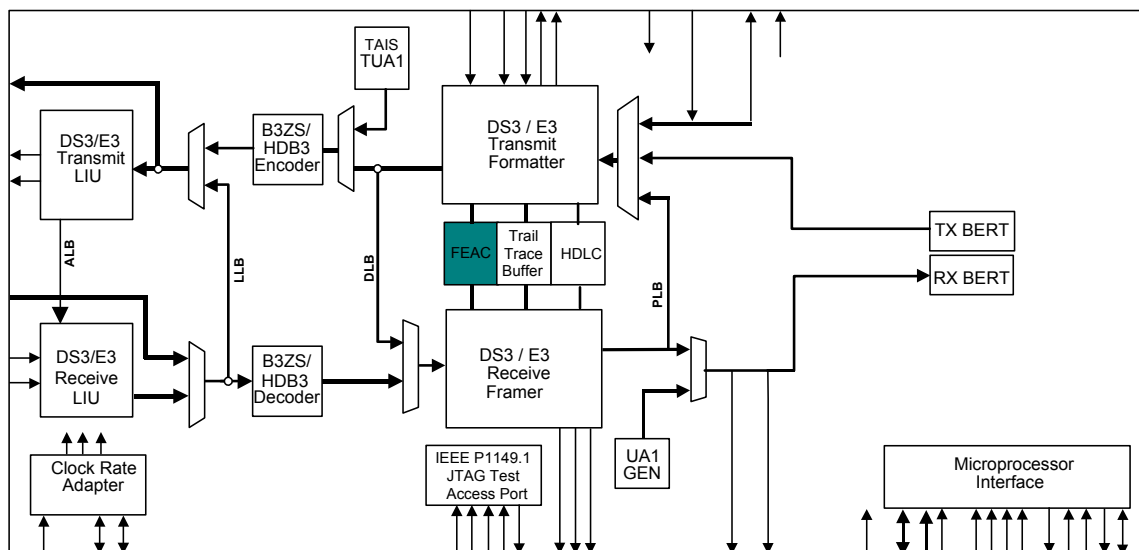 TAIS
TUA1
DS3/E3
Transmit
LIU
B3ZS/
HDB3
Encoder
DS3 / E3
Transmit
Formatter
ALB
LLB
DLB
FEAC
Trail
Trace
Buffer
HDLC
PLB
TX BERT
RX BERT
DS3/E3
Receive
LIU
B3ZS/
HDB3
Decoder
DS3 / E3
Receive
Framer
Clock Rate
Adapter
IEEE P1149.1
JTAG Test
Access Port
UA1
GEN
Microprocessor
Interface